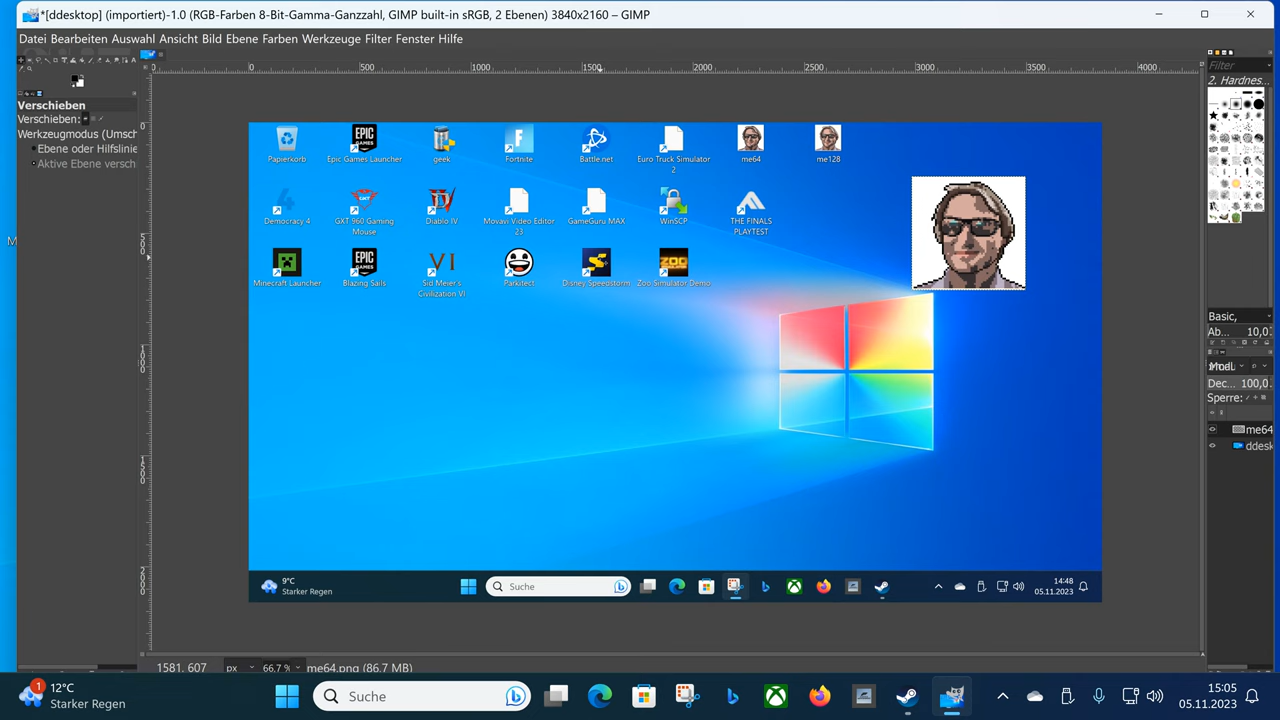 *[ddesktop] (importiert)-1.0 (RGB-Farben 8-Bit-Gamma-Ganzzahl, GIMP built-in sRGB, 2 Ebenen) 3840x2160 – GIMP
Datei Bearbeiten Auswahl Ansicht Bild Ebene Farben Werkzeuge Filter Fenster Hilfe
0 500 1000 1500 2000 2500 3000 3500 4000
Filter
2. Hardnes...
Verschieben
Verschieben:
Werkzeugmodus (Umsch
Ebene oder Hilfslinie
Aktive Ebene versch
Papierkorb
Epic Games Launcher
geek
Fortnite
Battle.net
Euro Truck Simulator 2
me64
me128
Democracy 4
GXT 960 Gaming Mouse
Diablo IV
Movavi Video Editor 23
GameGuru MAX
WinSCP
THE FINALS PLAYTEST
Minecraft Launcher
Blazing Sails
Sid Meier's Civilization VI
Parkitect
Disney Speedstorm
Zoo Simulator Demo
Basic,
Ab... 10,0
Dec... 100,0
Sperre:
me64
ddesk
9°C
Starker Regen
Suche
14:48
05.11.2023
1581, 607 px 66.7 % me64.png (86.7 MB)
1
12°C
Starker Regen
Suche
15:05
05.11.2023